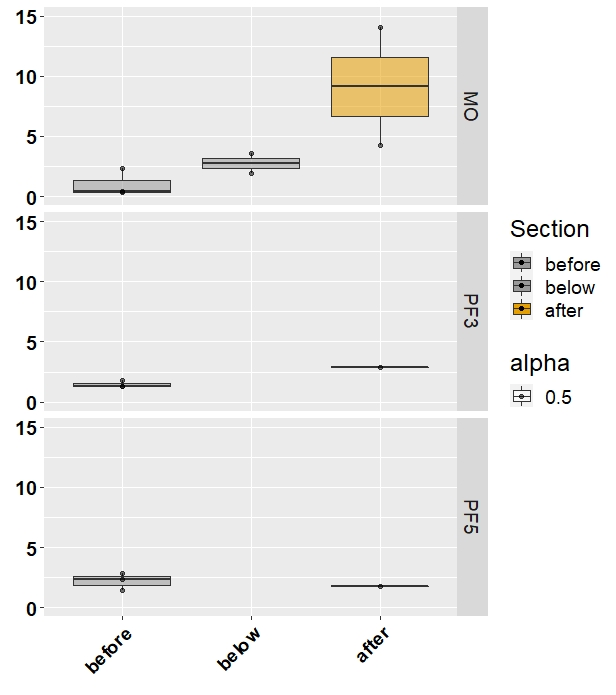 15
10
5
0
MO
15
10
5
0
PF3
15
10
5
0
PF5
before
below
after
Section
before
below
after
alpha
0.5